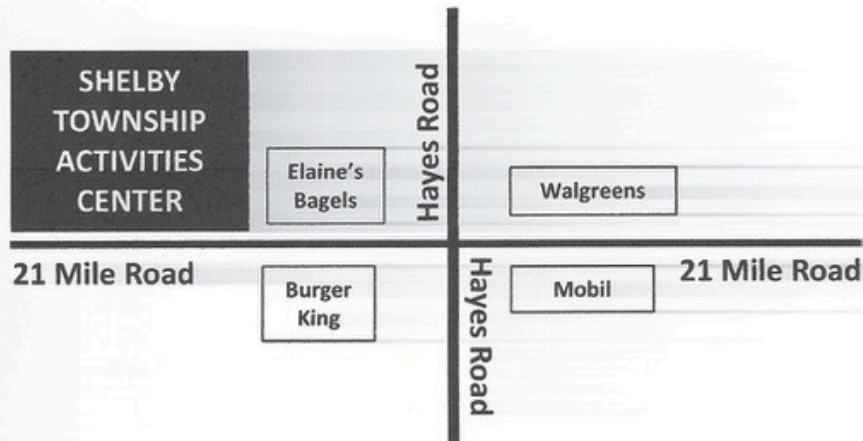 SHELBY
TOWNSHIP
ACTIVITIES
CENTER
Elaine's
Bagels
Hayes Road
Walgreens
21 Mile Road
Burger
King
Hayes Road
Mobil
21 Mile Road